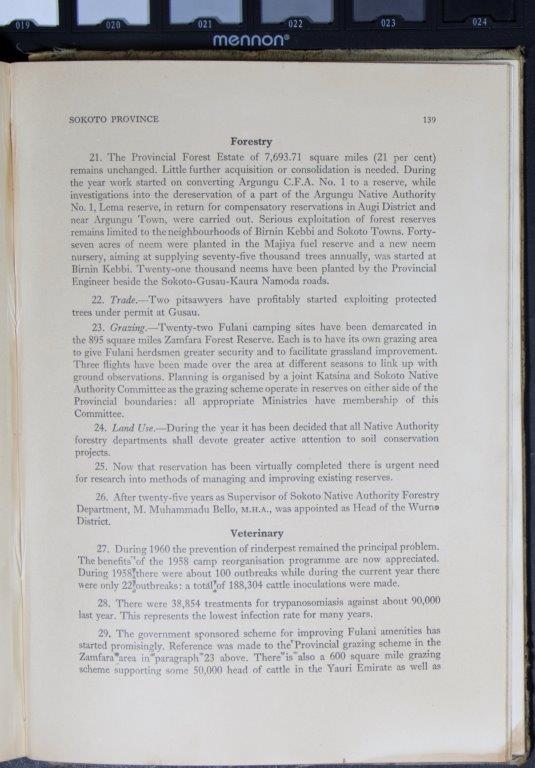 019 020 021 022 023 024
mennon®
SOKOTO PROVINCE 139
Forestry
21. The Provincial Forest Estate of 7,693.71 square miles (21 per cent)
remains unchanged. Little further acquisition or consolidation is needed. During
the year work started on converting Argungu C.F.A. No. 1 to a reserve, while
investigations into the dereservation of a part of the Argungu Native Authority
No. 1, Lema reserve, in return for compensatory reservations in Augi District and
near Argungu Town, were carried out. Serious exploitation of forest reserves
remains limited to the neighbourhoods of Birnin Kebbi and Sokoto Towns. Forty-
seven acres of neem were planted in the Majiya fuel reserve and a new neem
nursery, aiming at supplying seventy-five thousand trees annually, was started at
Birnin Kebbi. Twenty-one thousand neems have been planted by the Provincial
Engineer beside the Sokoto-Gusau-Kaura Namoda roads.
22. Trade.—Two pitsawyers have profitably started exploiting protected
trees under permit at Gusau.
23. Grazing.—Twenty-two Fulani camping sites have been demarcated in
the 895 square miles Zamfara Forest Reserve. Each is to have its own grazing area
to give Fulani herdsmen greater security and to facilitate grassland improvement.
Three flights have been made over the area at different seasons to link up with
ground observations. Planning is organised by a joint Katsina and Sokoto Native
Authority Committee as the grazing scheme operate in reserves on either side of the
Provincial boundaries: all appropriate Ministries have membership of this
Committee.
24. Land Use.—During the year it has been decided that all Native Authority
forestry departments shall devote greater active attention to soil conservation
projects.
25. Now that reservation has been virtually completed there is urgent need
for research into methods of managing and improving existing reserves.
26. After twenty-five years as Supervisor of Sokoto Native Authority Forestry
Department, M. Muhammadu Bello, M.H.A., was appointed as Head of the Wurno
District.
Veterinary
27. During 1960 the prevention of rinderpest remained the principal problem.
The benefits of the 1958 camp reorganisation programme are now appreciated.
During 1958 there were about 100 outbreaks while during the current year there
were only 22 outbreaks: a total of 188,304 cattle inoculations were made.
28. There were 38,854 treatments for trypanosomiasis against about 90,000
last year. This represents the lowest infection rate for many years.
29. The government sponsored scheme for improving Fulani amenities has
started promisingly. Reference was made to the Provincial grazing scheme in the
Zamfara area in paragraph 23 above. There is also a 600 square mile grazing
scheme supporting some 50,000 head of cattle in the Yauri Emirate as well as